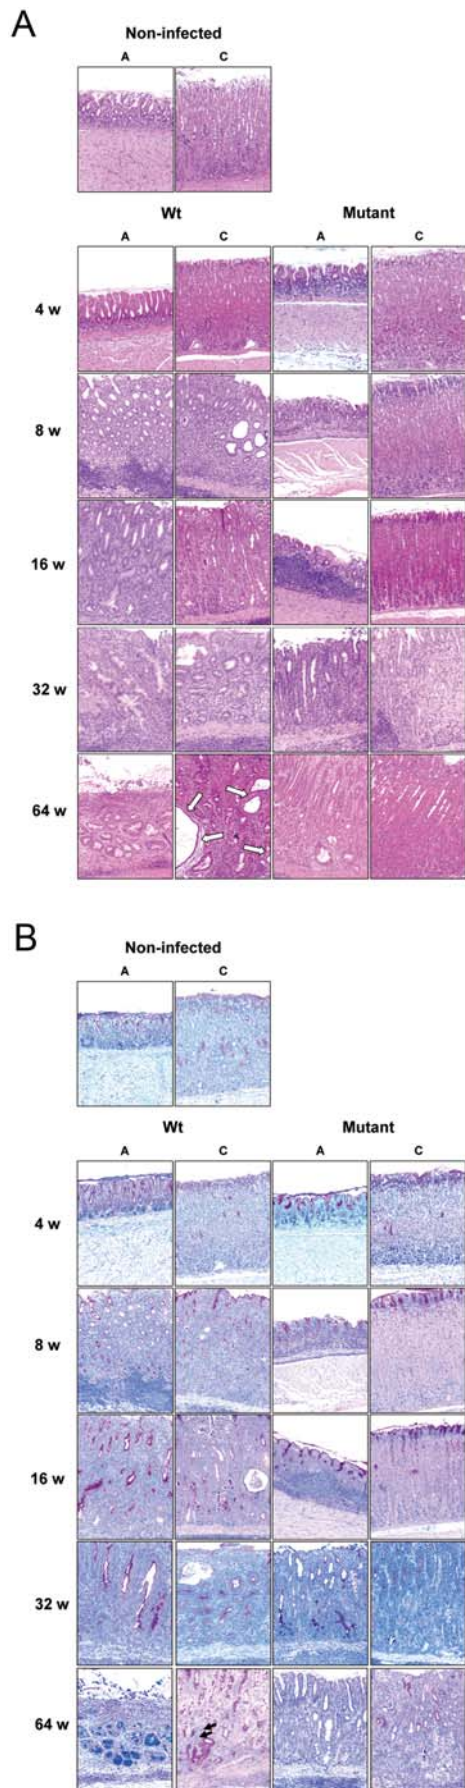 A
Non-infected
A C
Wt Mutant
A C A C
4 w
8 w
16 w
32 w
64 w
B
Non-infected
A C
Wt Mutant
A C A C
4 w
8 w
16 w
32 w
64 w